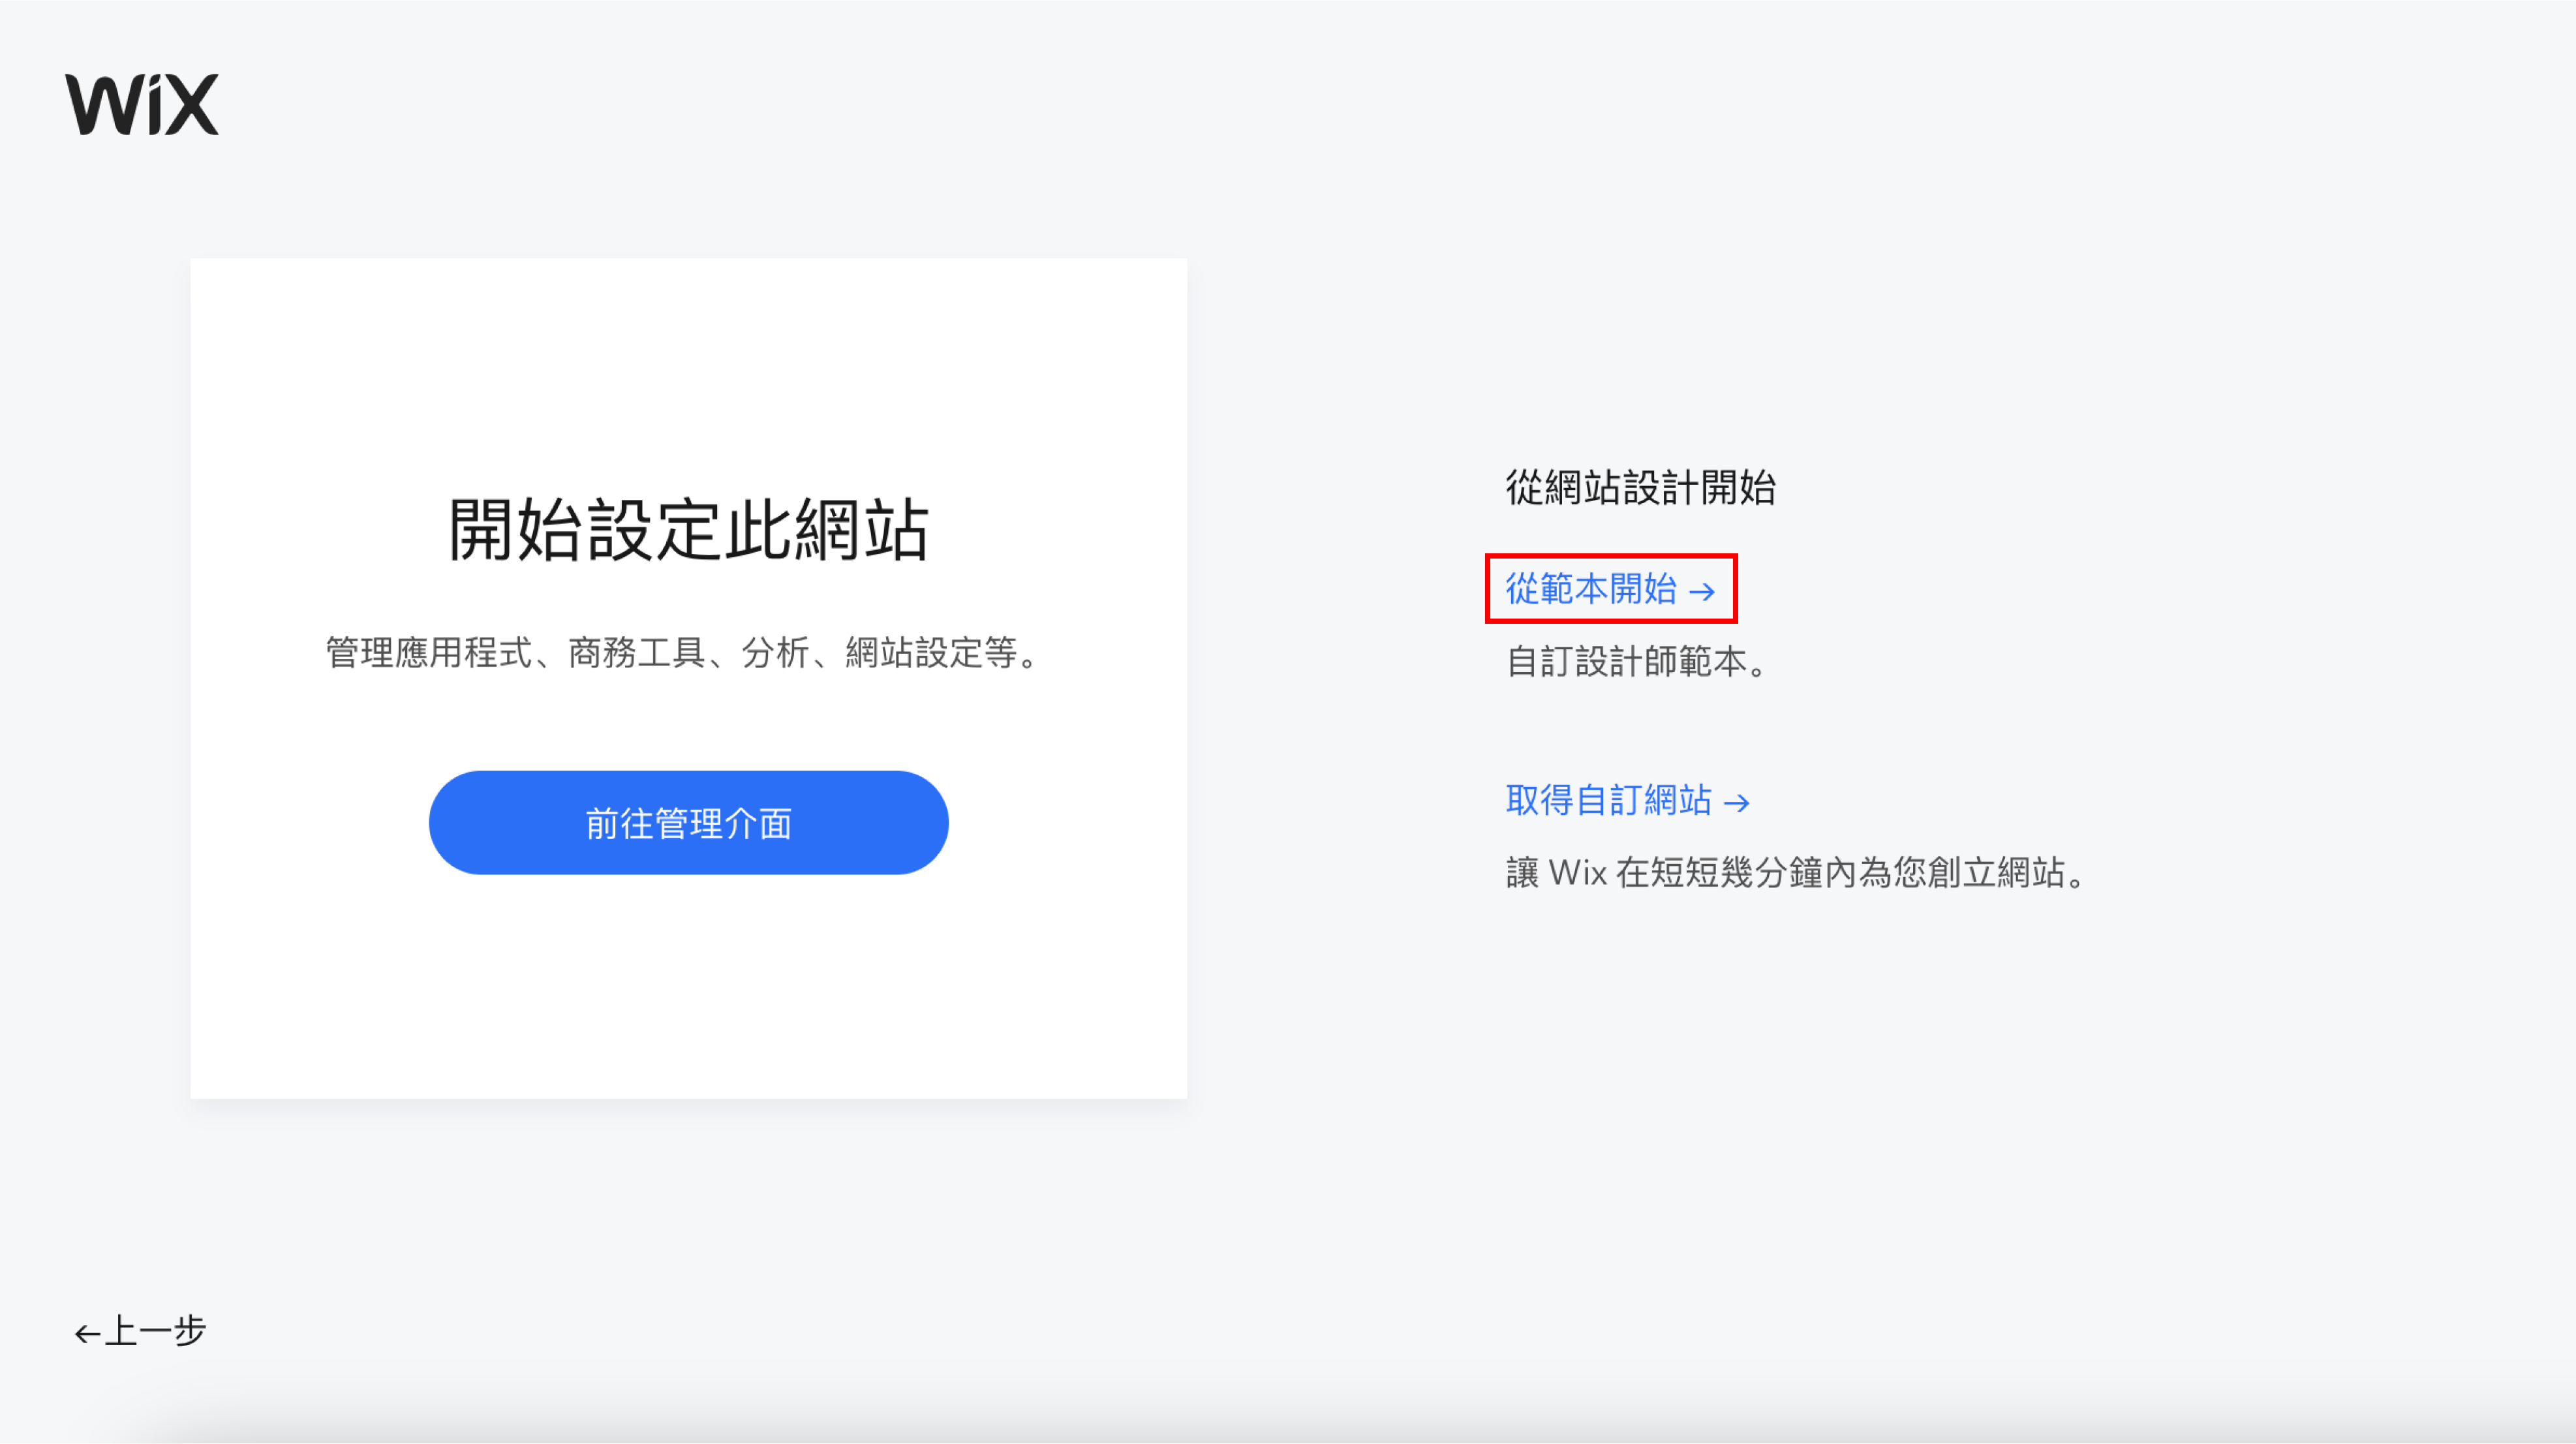 WiX
開始設定此網站
管理應用程式、商務工具、分析、網站設定等。
前往管理介面
從網站設計開始
從範本開始 →
自訂設計師範本。
取得自訂網站 →
讓 Wix 在短短幾分鐘內為您創立網站。
←上一步